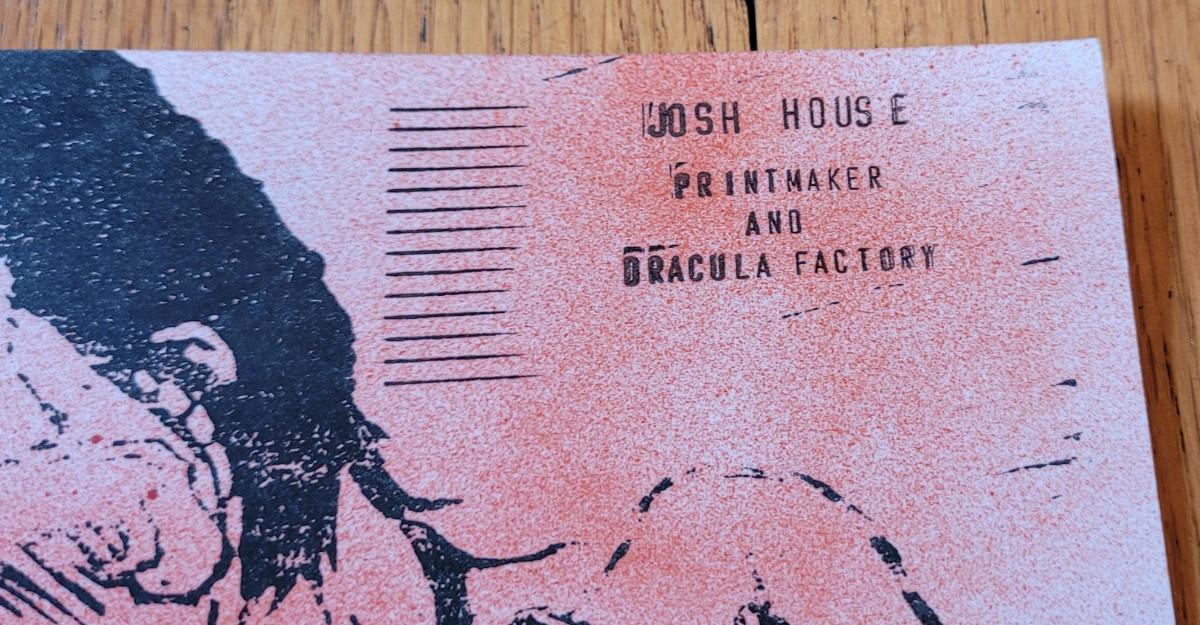 JOSH HOUSE
PRINTMAKER
AND
DRACULA FACTORY